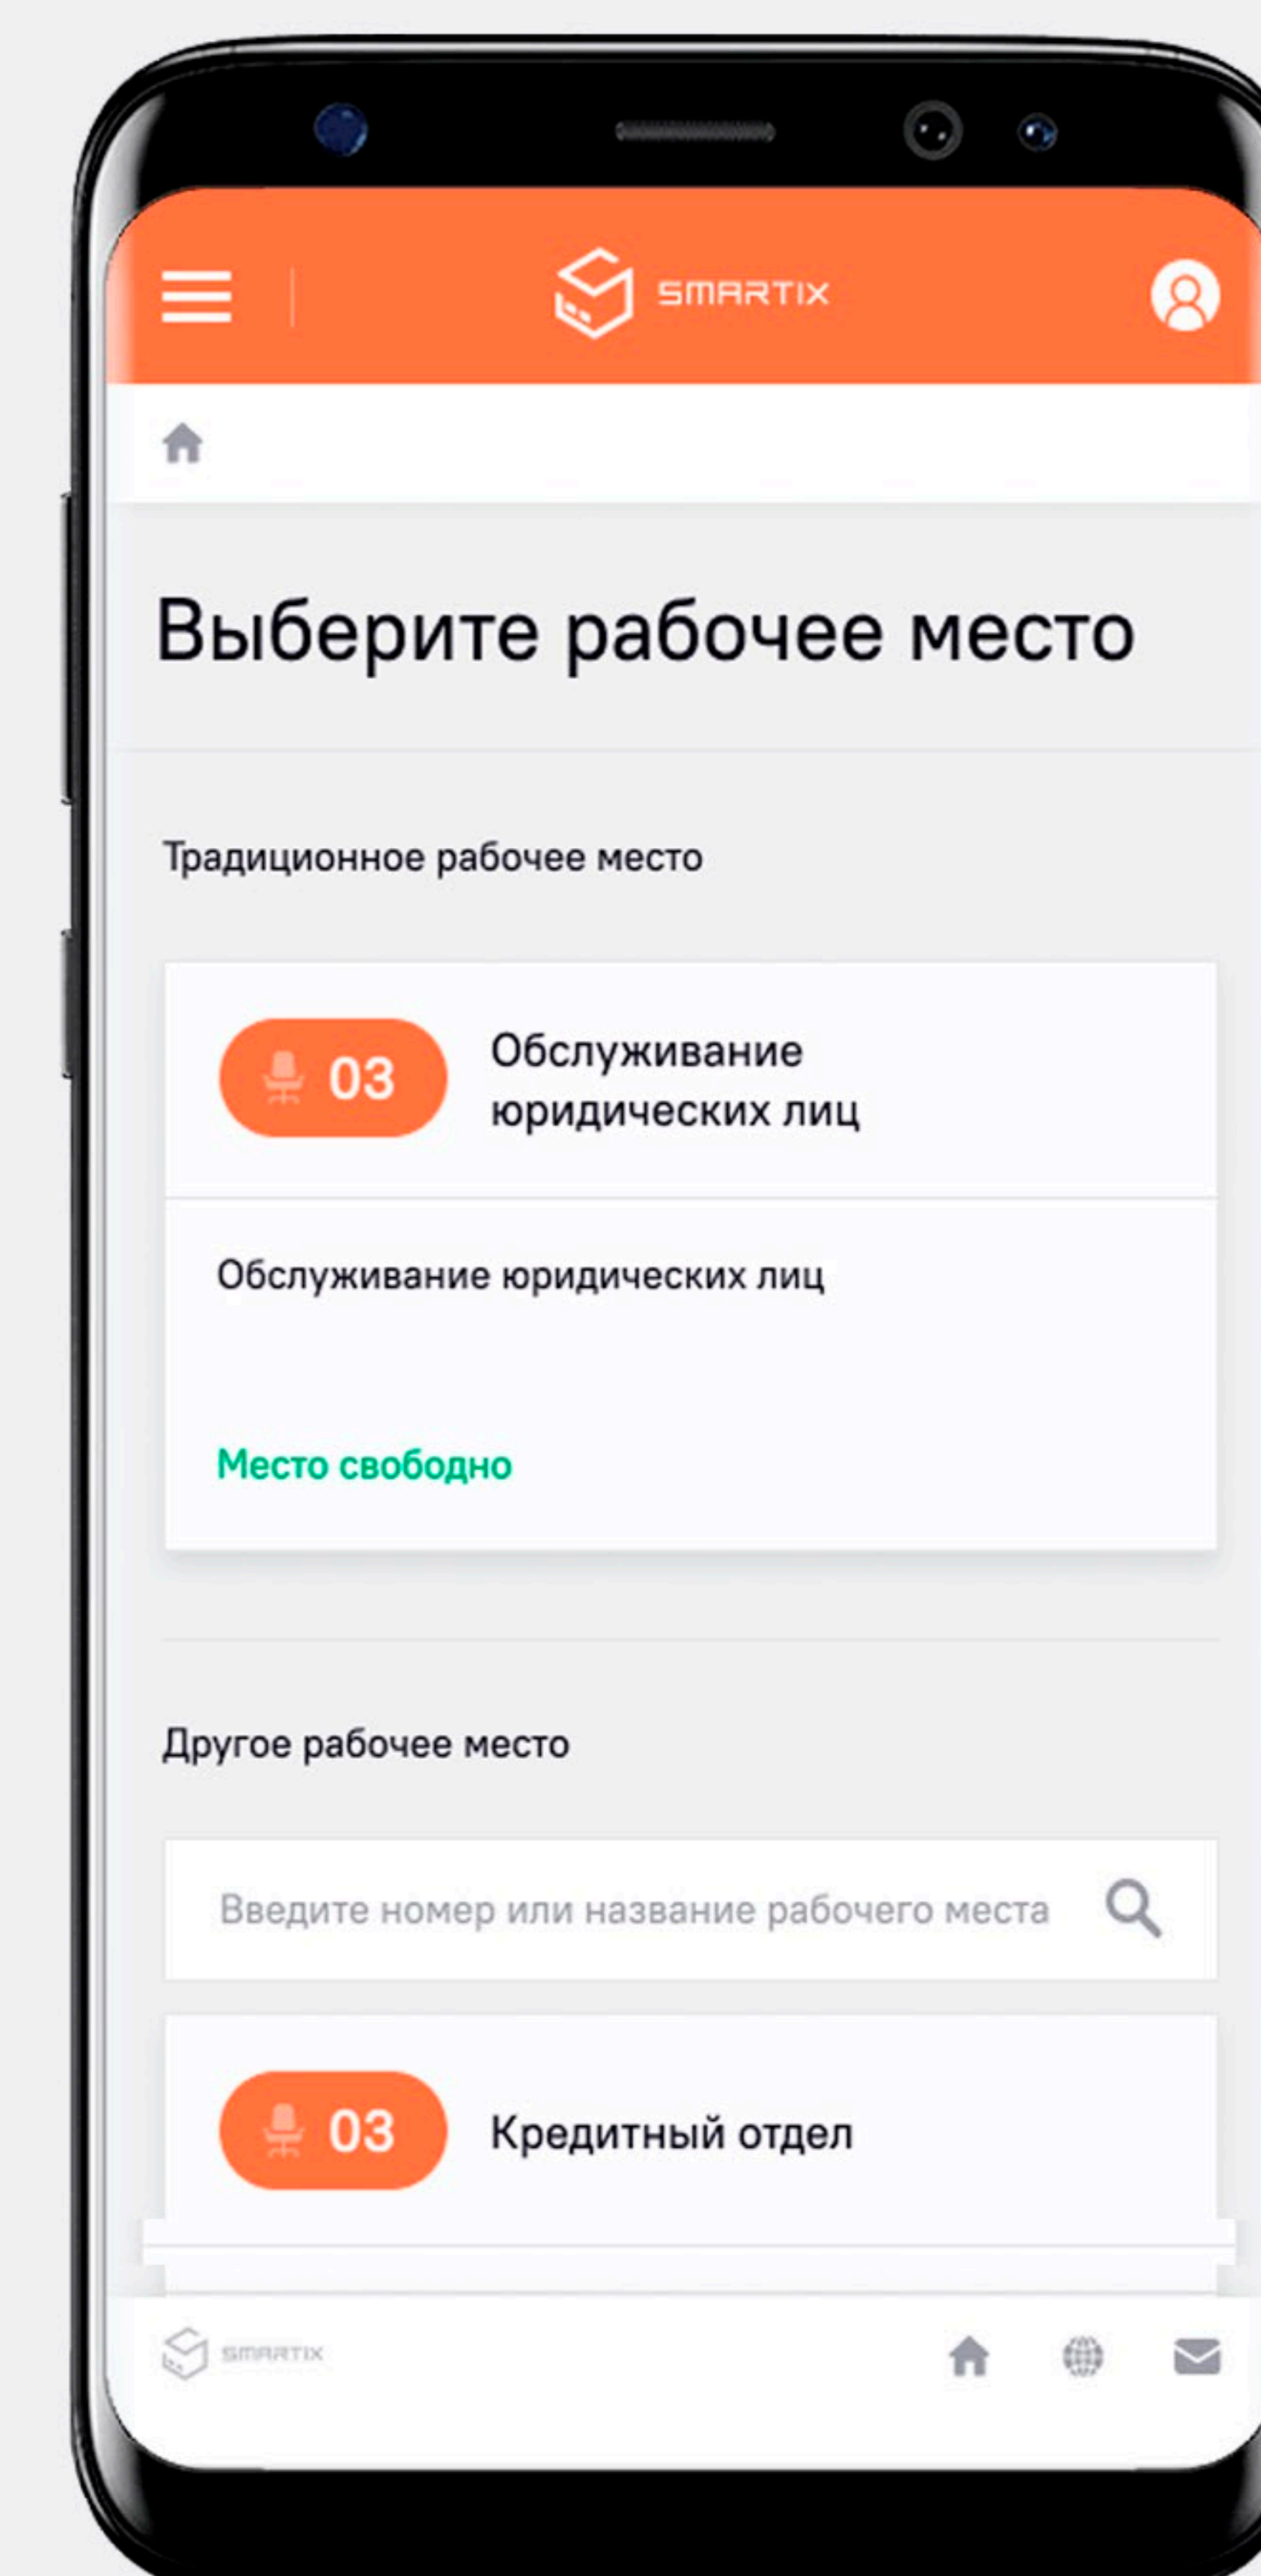 SMARTIX
Выберите рабочее место
Традиционное рабочее место
03
Обслуживание
юридических лиц
Обслуживание юридических лиц
Место свободно
Другое рабочее место
Введите номер или название рабочего места
03
Кредитный отдел
SMARTIX